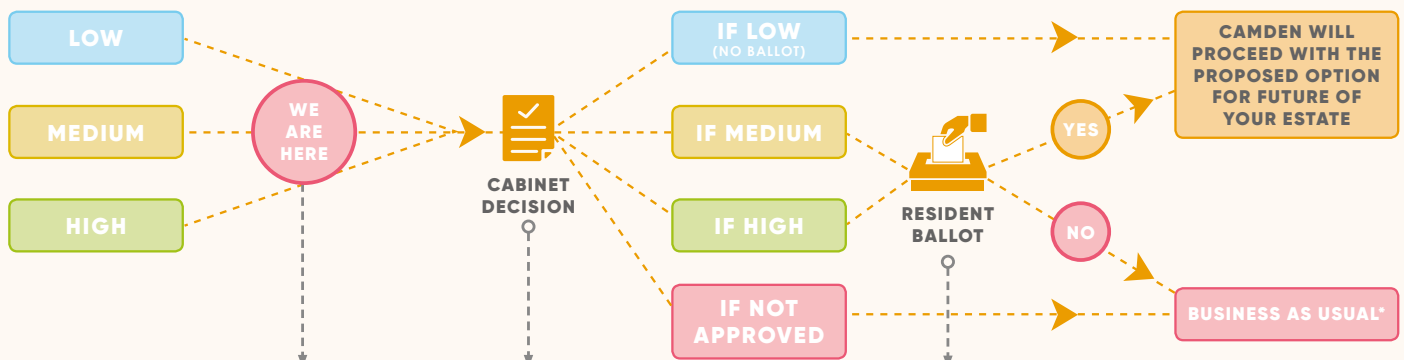 LOW
MEDIUM
HIGH
WE
ARE
HERE
CABINET
DECISION
IF LOW
(NO BALLOT)
IF MEDIUM
IF HIGH
IF NOT
APPROVED
RESIDENT
BALLOT
YES
NO
CAMDEN WILL
PROCEED WITH THE
PROPOSED OPTION
FOR FUTURE OF
YOUR ESTATE
BUSINESS AS USUAL*